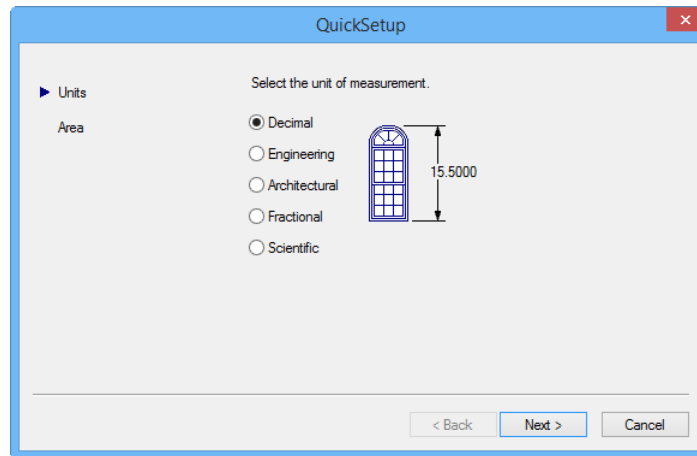 QuickSetup
Units
Area
Select the unit of measurement.
Decimal
Engineering
Architectural
Fractional
Scientific
15.5000
< Back
Next >
Cancel